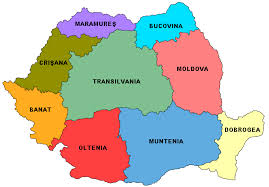 MARAMUREȘ
BUCOVINA
CRIȘANA
MOLDOVA
TRANSILVANIA
BANAT
DOBROGEA
OLTENIA
MUNTENIA